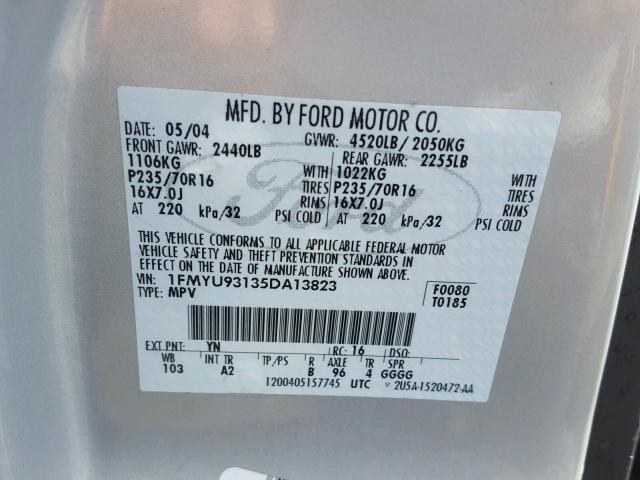 MFD. BY FORD MOTOR CO.
DATE: 05/04 GVWR: 4520LB/ 2050KG
FRONT GAWR: 2440LB REAR GAWR: 2255LB
1106KG WITH 1022KG WITH
P235/70R16 TIRES P235/70R16 TIRES
16X7.0J RIMS 16X7.0J RIMS
AT 220 kPa/32 PSI COLD AT 220 kPa/32 PSI COLD
Ford
THIS VEHICLE CONFORMS TO ALL APPLICABLE FEDERAL MOTOR
VEHICLE SAFETY AND THEFT PREVENTION STANDARDS IN
EFFECT ON THE DATE OF MANUFACTURE SHOWN ABOVE.
VIN: 1FMYU93135DA13823 F0080
TYPE: MPV T0185
EXT PNT: YN RC: 16 DSO:
WB INT TR TP/PS R AXLE TR SPR
103 A2 B 96 4 GGGG
1200405157745 UTC 2U5A-1520472-AA